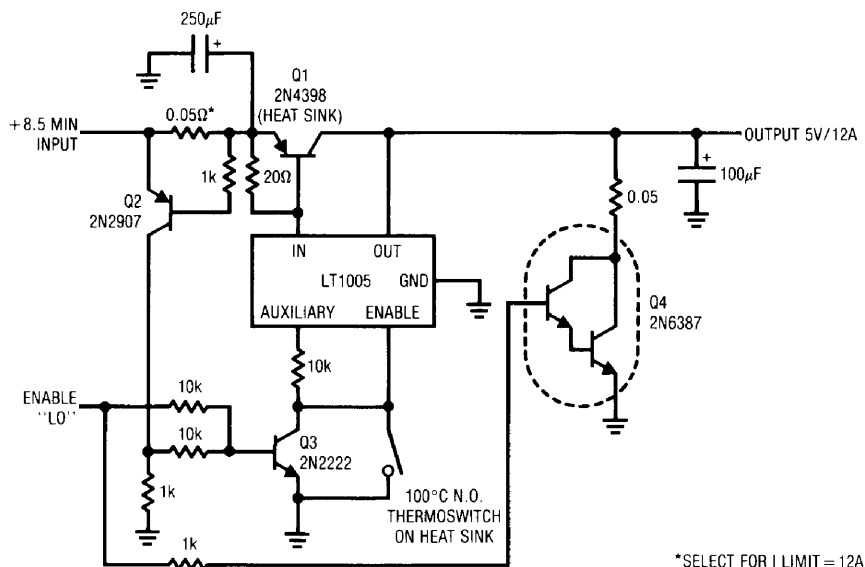 250μF
+
Q1
2N4398
(HEAT SINK)
+8.5 MIN
INPUT
0.05Ω*
OUTPUT 5V/12A
1k
20Ω
+
100μF
0.05
Q2
2N2907
IN
OUT
LT1005
GND
AUXILIARY
ENABLE
Q4
2N6387
10k
ENABLE
"LO"
10k
10k
Q3
2N2222
1k
100°C N.O.
THERMOSWITCH
ON HEAT SINK
1k
*SELECT FOR I LIMIT = 12A